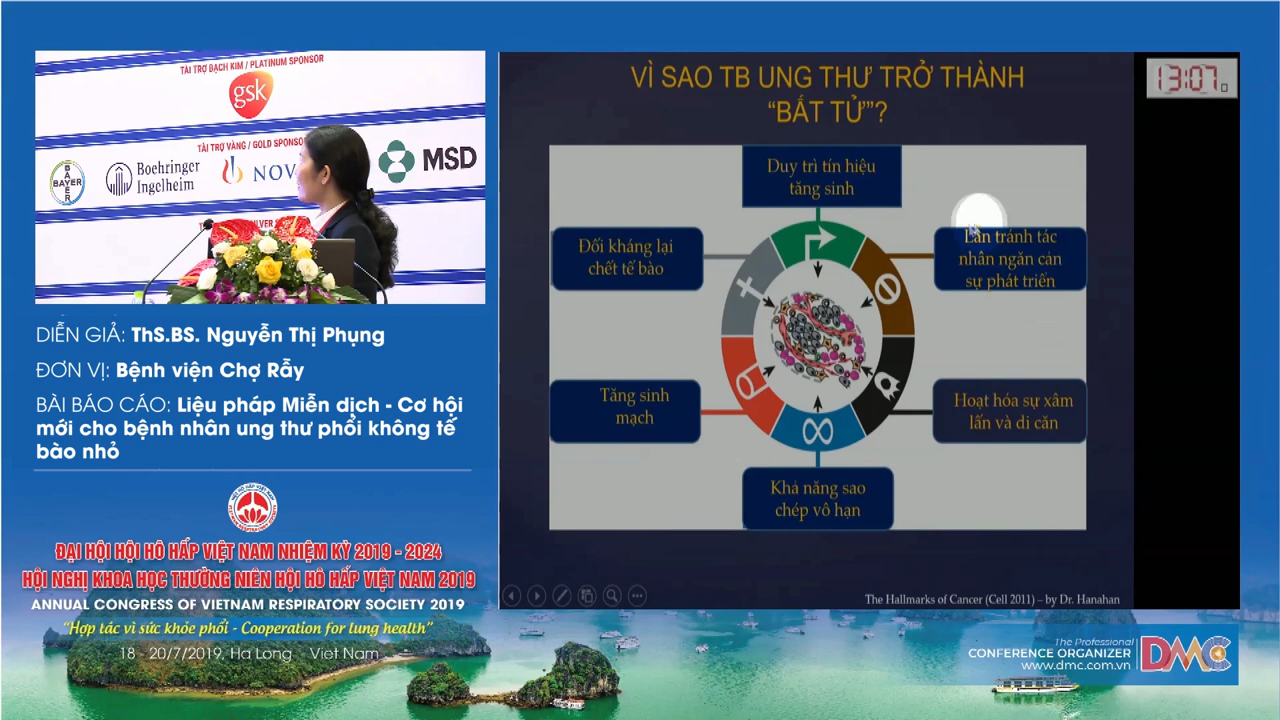 TÀI TRỢ BẠCH KIM / PLATINUM SPONSOR
gsk
TÀI TRỢ VÀNG / GOLD SPONSOR
BAYER
BAYER
Boehringer
Ingelheim
MSD
DIỄN GIẢ: ThS.BS. Nguyễn Thị Phụng
ĐƠN VỊ: Bệnh viện Chợ Rẫy
BÀI BÁO CÁO: Liệu pháp Miễn dịch - Cơ hội
mới cho bệnh nhân ung thư phổi không tế
bào nhỏ
ĐẠI HỘI HỘI HÔ HẤP VIỆT NAM NHIỆM KỲ 2019 - 2024
HỘI NGHỊ KHOA HỌC THƯỜNG NIÊN HỘI HÔ HẤP VIỆT NAM 2019
ANNUAL CONGRESS OF VIETNAM RESPIRATORY SOCIETY 2019
“Hợp tác vì sức khỏe phổi - Cooperation for lung health”
18 - 20/7/2019, Ha Long Viet Nam
VÌ SAO TB UNG THƯ TRỞ THÀNH
“BẤT TỬ”?
13:07
Duy trì tín hiệu
tăng sinh
Đối kháng lại
chết tế bào
Lẩn tránh tác
nhân ngăn cản
sự phát triển
Tăng sinh
mạch
Hoạt hóa sự xâm
lấn và di căn
Khả năng sao
chép vô hạn
The Hallmarks of Cancer (Cell 2011) – by Dr. Hanahan
The Professional
CONFERENCE ORGANIZER
www.dmc.com.vn
DMC